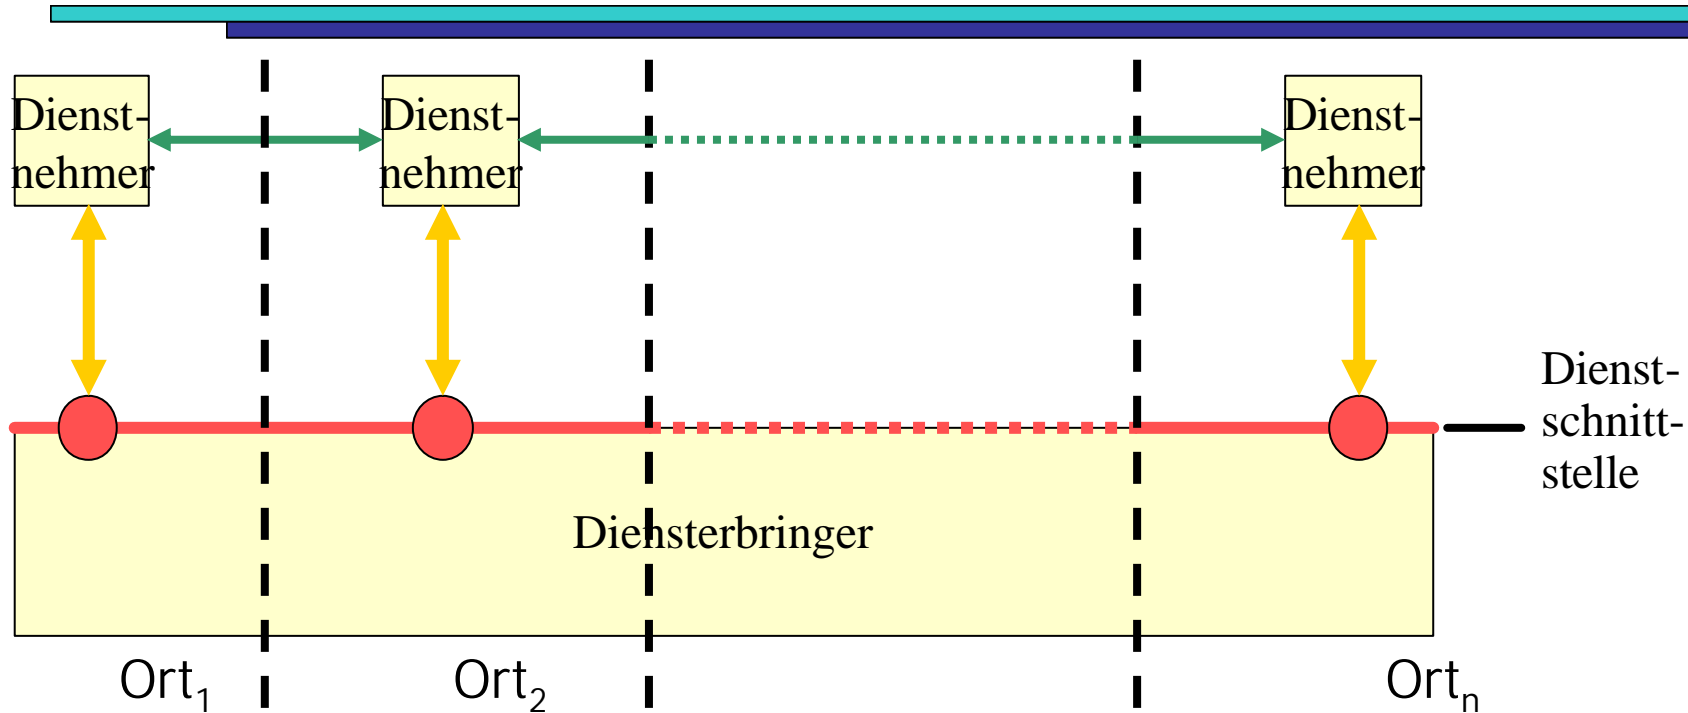 Dienst-
nehmer
Dienst-
nehmer
Dienst-
nehmer
Dienst-
schnitt-
stelle
Diensterbringer
Ort₁
Ort₂
Ortₙ